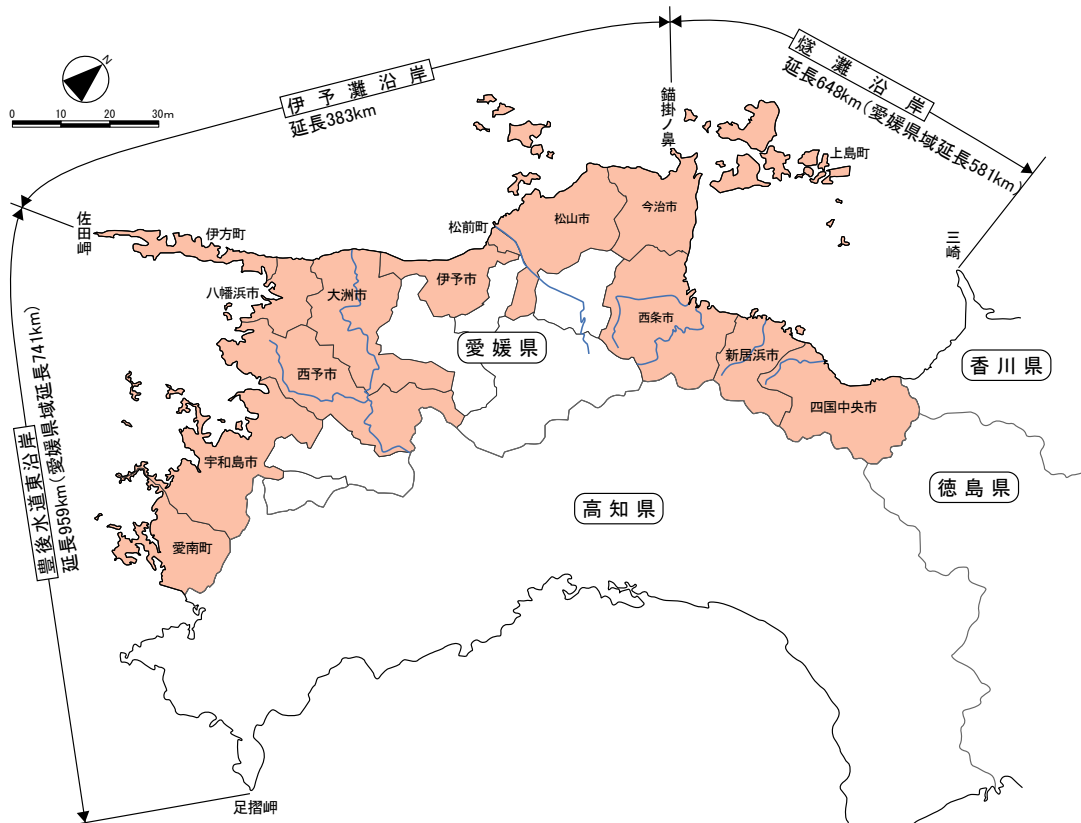 N
0 10 20 30m
伊予灘沿岸
延長383km
燧灘沿岸
延長648km(愛媛県域延長581km)
錨掛ノ鼻
上島町
佐田岬
伊方町
松前町
松山市
今治市
三崎
八幡浜市
大洲市
伊予市
西条市
愛媛県
新居浜市
香川県
西予市
四国中央市
豊後水道東沿岸
延長959km(愛媛県域延長741km)
宇和島市
徳島県
高知県
愛南町
足摺岬